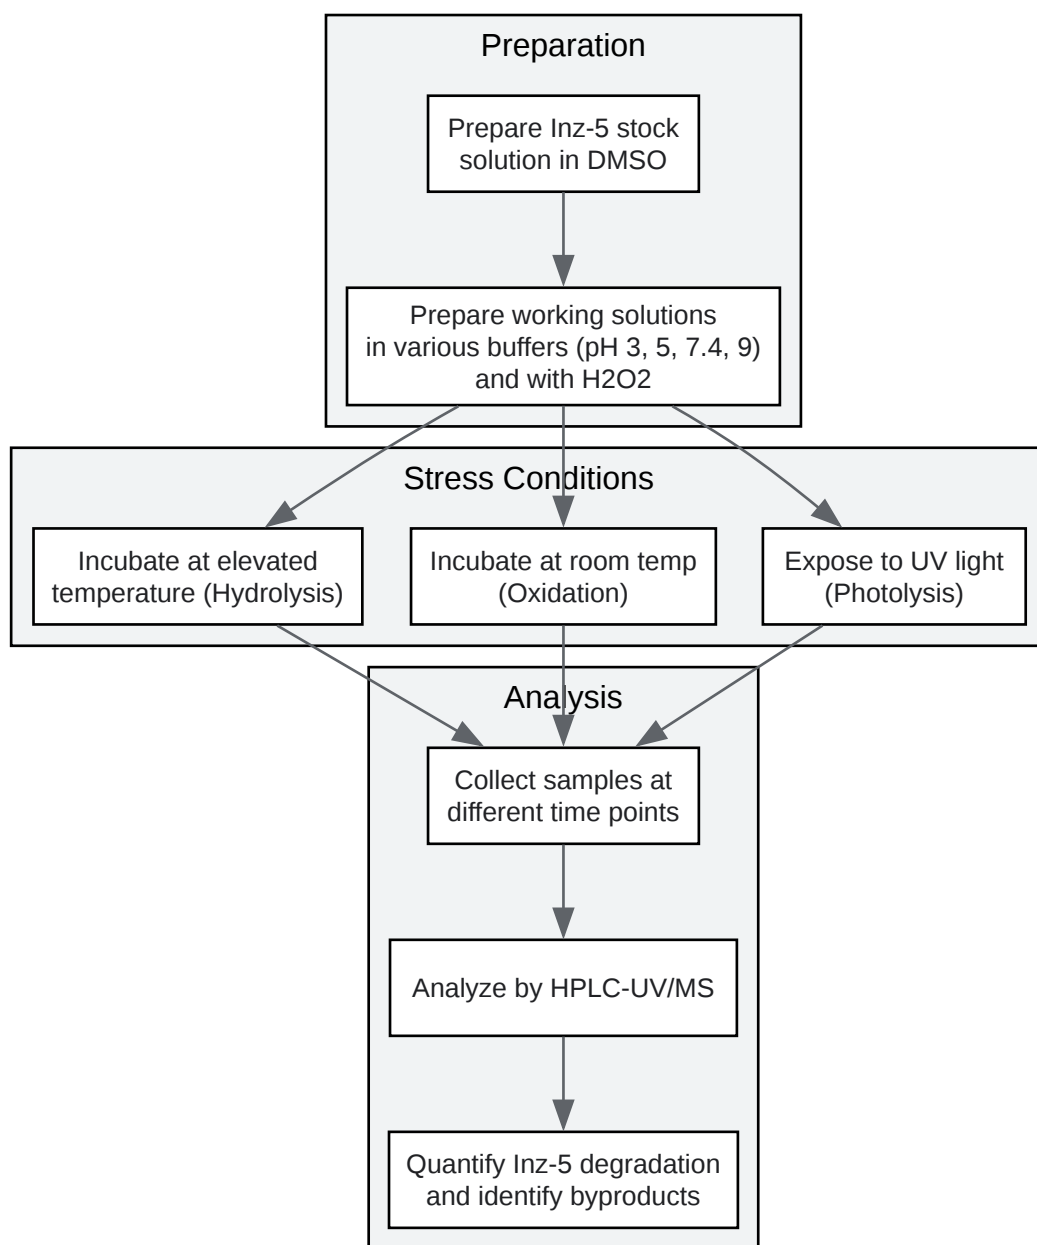 Preparation
Prepare Inz-5 stock
solution in DMSO
Prepare working solutions
in various buffers (pH 3, 5, 7.4, 9)
and with H2O2
Stress Conditions
Incubate at elevated
temperature (Hydrolysis)
Incubate at room temp
(Oxidation)
Expose to UV light
(Photolysis)
Analysis
Collect samples at
different time points
Analyze by HPLC-UV/MS
Quantify Inz-5 degradation
and identify byproducts